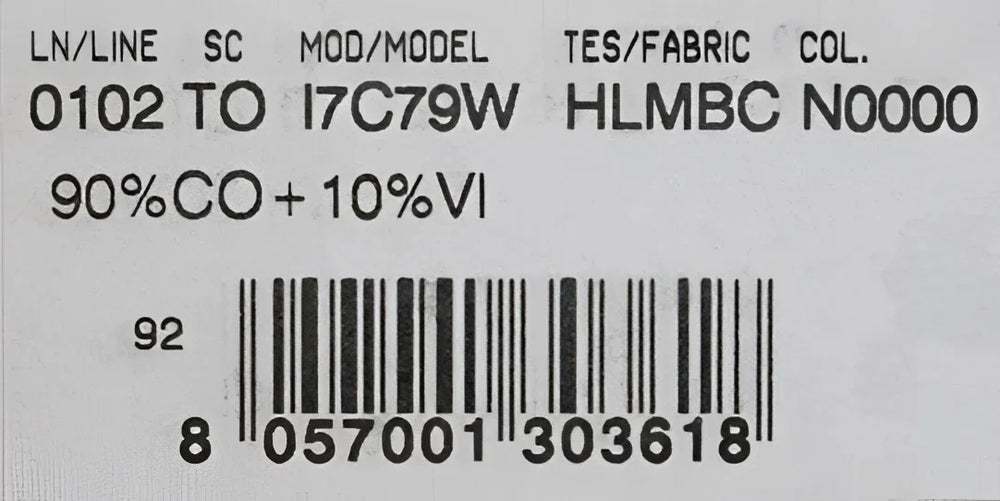 LN/LINE SC MOD/MODEL TES/FABRIC COL.
0102 TO I7C79W HLMBC N0000
90%CO + 10%VI
92
8 057001 303618